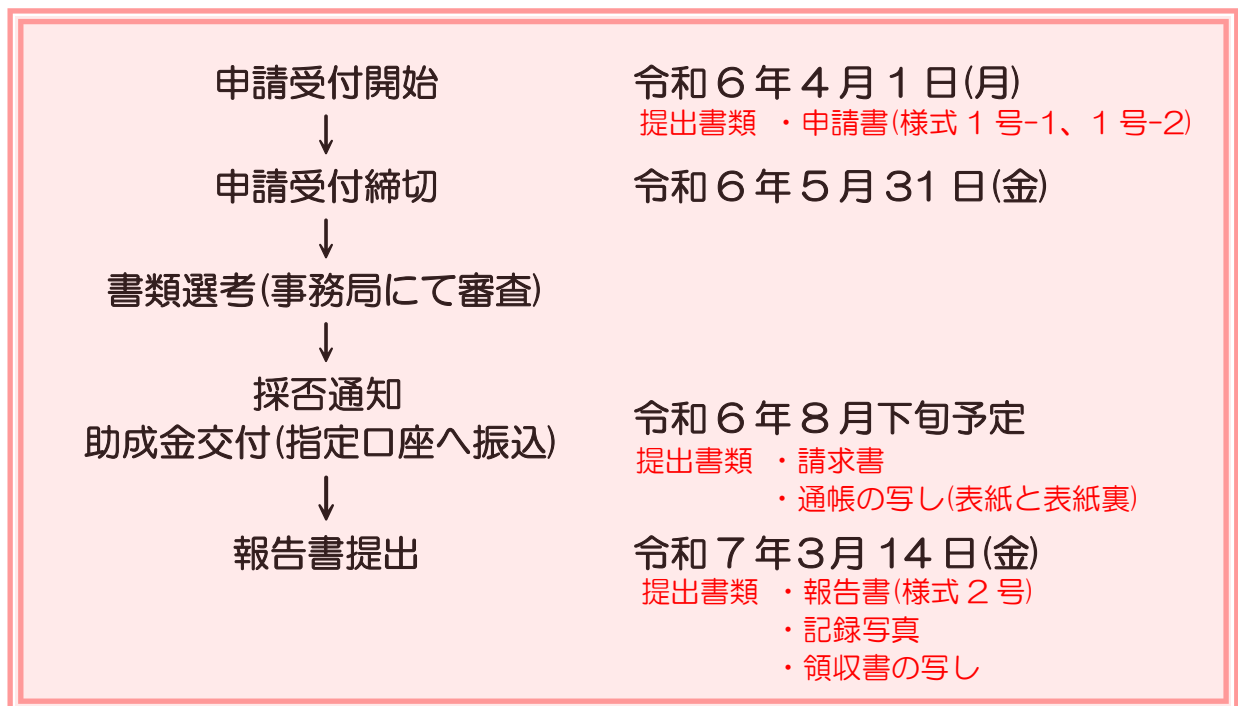 申請受付開始 令和６年４月１日(月)
提出書類 ・申請書(様式１号-1、１号-2)
↓
申請受付締切 令和６年５月31日(金)
↓
書類選考(事務局にて審査)
↓
採否通知
令和６年８月下旬予定
助成金交付(指定口座へ振込)
提出書類 ・請求書
・通帳の写し(表紙と表紙裏)
↓
報告書提出 令和７年3月14日(金)
提出書類 ・報告書(様式２号)
・記録写真
・領収書の写し